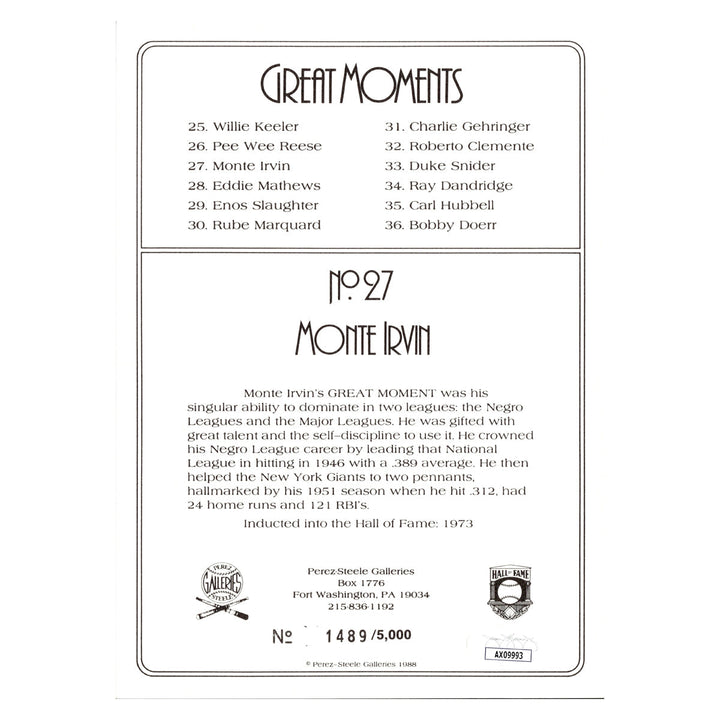 GREAT MOMENTS
25. Willie Keeler
26. Pee Wee Reese
27. Monte Irvin
28. Eddie Mathews
29. Enos Slaughter
30. Rube Marquard
31. Charlie Gehringer
32. Roberto Clemente
33. Duke Snider
34. Ray Dandridge
35. Carl Hubbell
36. Bobby Doerr
No. 27
MONTE IRVIN
Monte Irvin's GREAT MOMENT was his
singular ability to dominate in two leagues: the Negro
Leagues and the Major Leagues. He was gifted with
great talent and the self-discipline to use it. He crowned
his Negro League career by leading that National
League in hitting in 1946 with a .389 average. He then
helped the New York Giants to two pennants,
hallmarked by his 1951 season when he hit .312, had
24 home runs and 121 RBI's.
Inducted into the Hall of Fame: 1973
PEREZ
GALLERIES
STEELE
Perez-Steele Galleries
Box 1776
Fort Washington, PA 19034
215-836-1192
HALL OF FAME
No 1489/5,000
AX09993
© Perez-Steele Galleries 1988